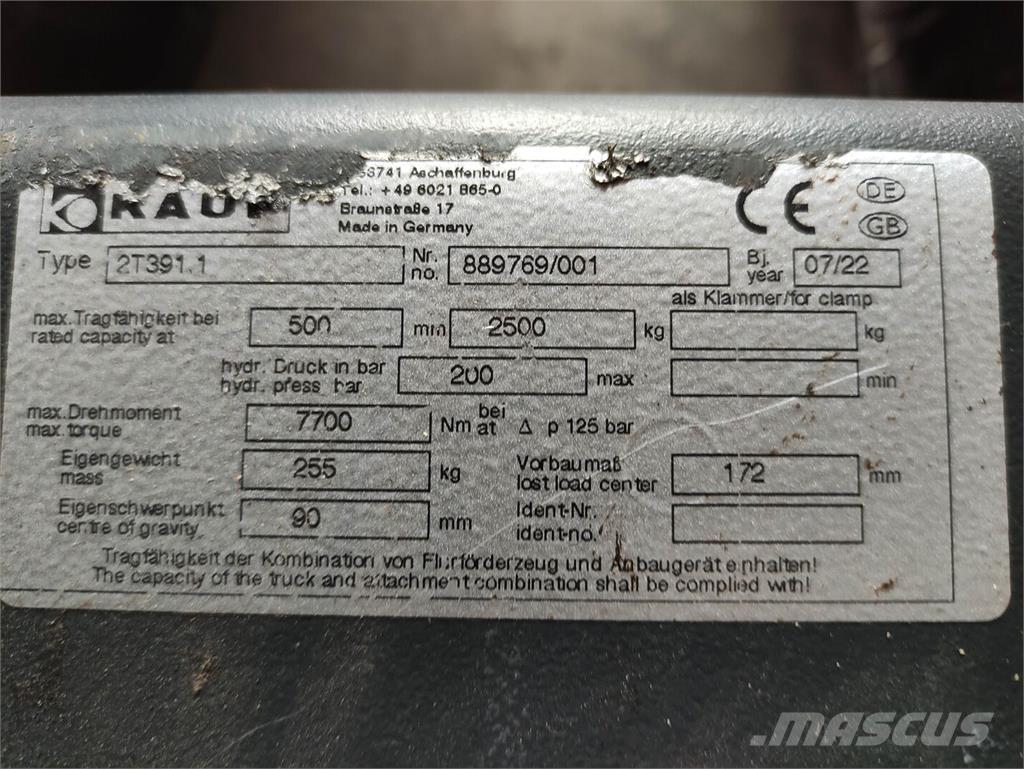 KAUP
741 Aschaffenburg
Tel.: +49 6021 865-0
Braunstraße 17
Made in Germany
CE DE
GB
Type 2T391.1 Nr. no. 889769/001 Bj. year 07/22
als Klammer/for clamp
max.Tragfähigkeit bei
rated capacity at 500 mm 2500 kg kg
hydr. Druck in bar
hydr. press bar 200 max min
max.Drehmoment
max.torque 7700 Nm bei at Δ p 125 bar
Eigengewicht
mass 255 kg
Vorbaumaß
lost load center 172 mm
Eigenschwerpunkt
centre of gravity 90 mm
Ident-Nr.
ident-no.
Tragfähigkeit der Kombination von Flurförderzeug und Anbaugerät einhalten!
The capacity of the truck and attachment combination shall be complied with!
MASCUS